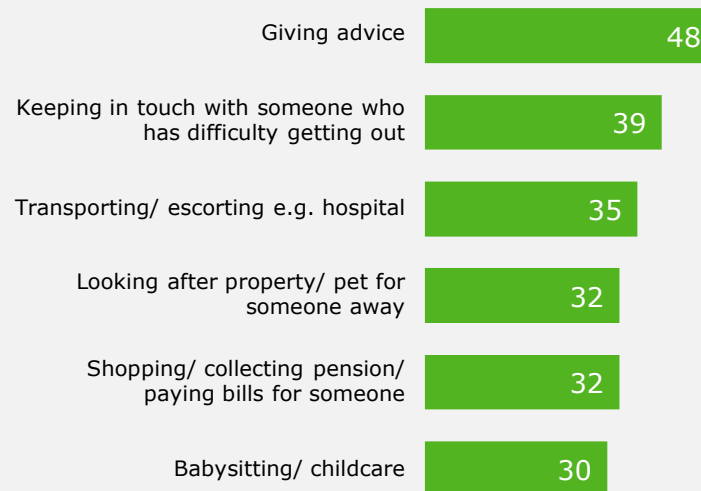 Giving advice 48
Keeping in touch with someone who
has difficulty getting out 39
Transporting/ escorting e.g. hospital 35
Looking after property/ pet for
someone away 32
Shopping/ collecting pension/
paying bills for someone 32
Babysitting/ childcare 30